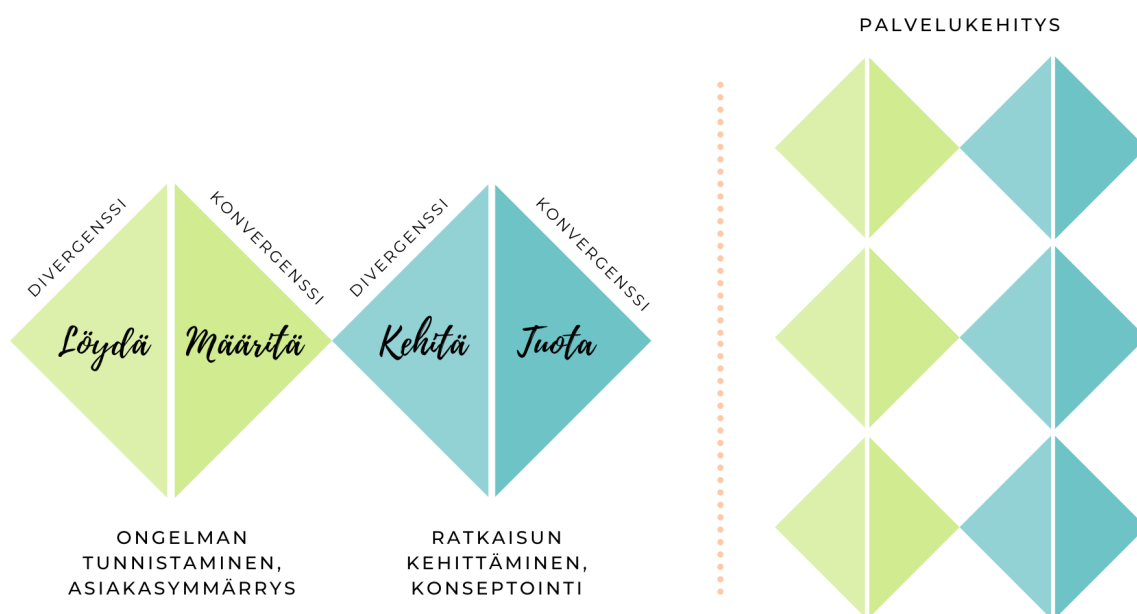 DIVERGENSSI
KONVERGENSSI
DIVERGENSSI
KONVERGENSSI
Löydä
Määritä
Kehitä
Tuota
ONGELMAN
TUNNISTAMINEN,
ASIAKASYMMÄRRYS
RATKAISUN
KEHITTÄMINEN,
KONSEPTOINTI
PALVELUKEHITYS